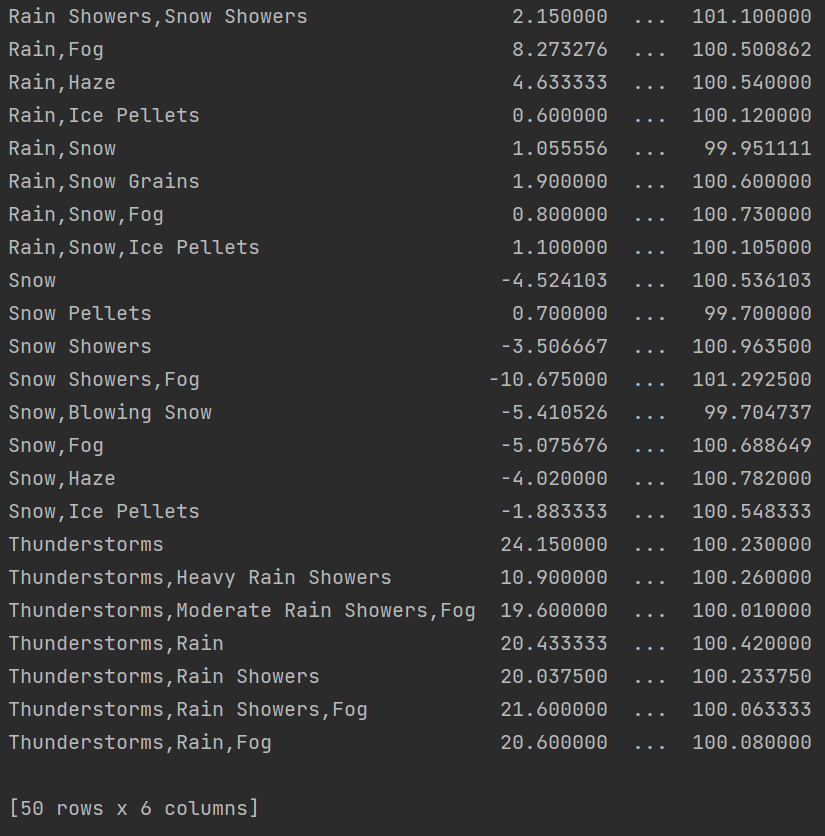 Rain Showers,Snow Showers                 2.150000  ...  101.100000
Rain,Fog                                  8.273276  ...  100.500862
Rain,Haze                                 4.633333  ...  100.540000
Rain,Ice Pellets                          0.600000  ...  100.120000
Rain,Snow                                 1.055556  ...   99.951111
Rain,Snow Grains                          1.900000  ...  100.600000
Rain,Snow,Fog                             0.800000  ...  100.730000
Rain,Snow,Ice Pellets                     1.100000  ...  100.105000
Snow                                     -4.524103  ...  100.536103
Snow Pellets                              0.700000  ...   99.700000
Snow Showers                             -3.506667  ...  100.963500
Snow Showers,Fog                        -10.675000  ...  101.292500
Snow,Blowing Snow                        -5.410526  ...   99.704737
Snow,Fog                                 -5.075676  ...  100.688649
Snow,Haze                                -4.020000  ...  100.782000
Snow,Ice Pellets                         -1.883333  ...  100.548333
Thunderstorms                            24.150000  ...  100.230000
Thunderstorms,Heavy Rain Showers         10.900000  ...  100.260000
Thunderstorms,Moderate Rain Showers,Fog  19.600000  ...  100.010000
Thunderstorms,Rain                       20.433333  ...  100.420000
Thunderstorms,Rain Showers               20.037500  ...  100.233750
Thunderstorms,Rain Showers,Fog           21.600000  ...  100.063333
Thunderstorms,Rain,Fog                   20.600000  ...  100.080000
[50 rows x 6 columns]